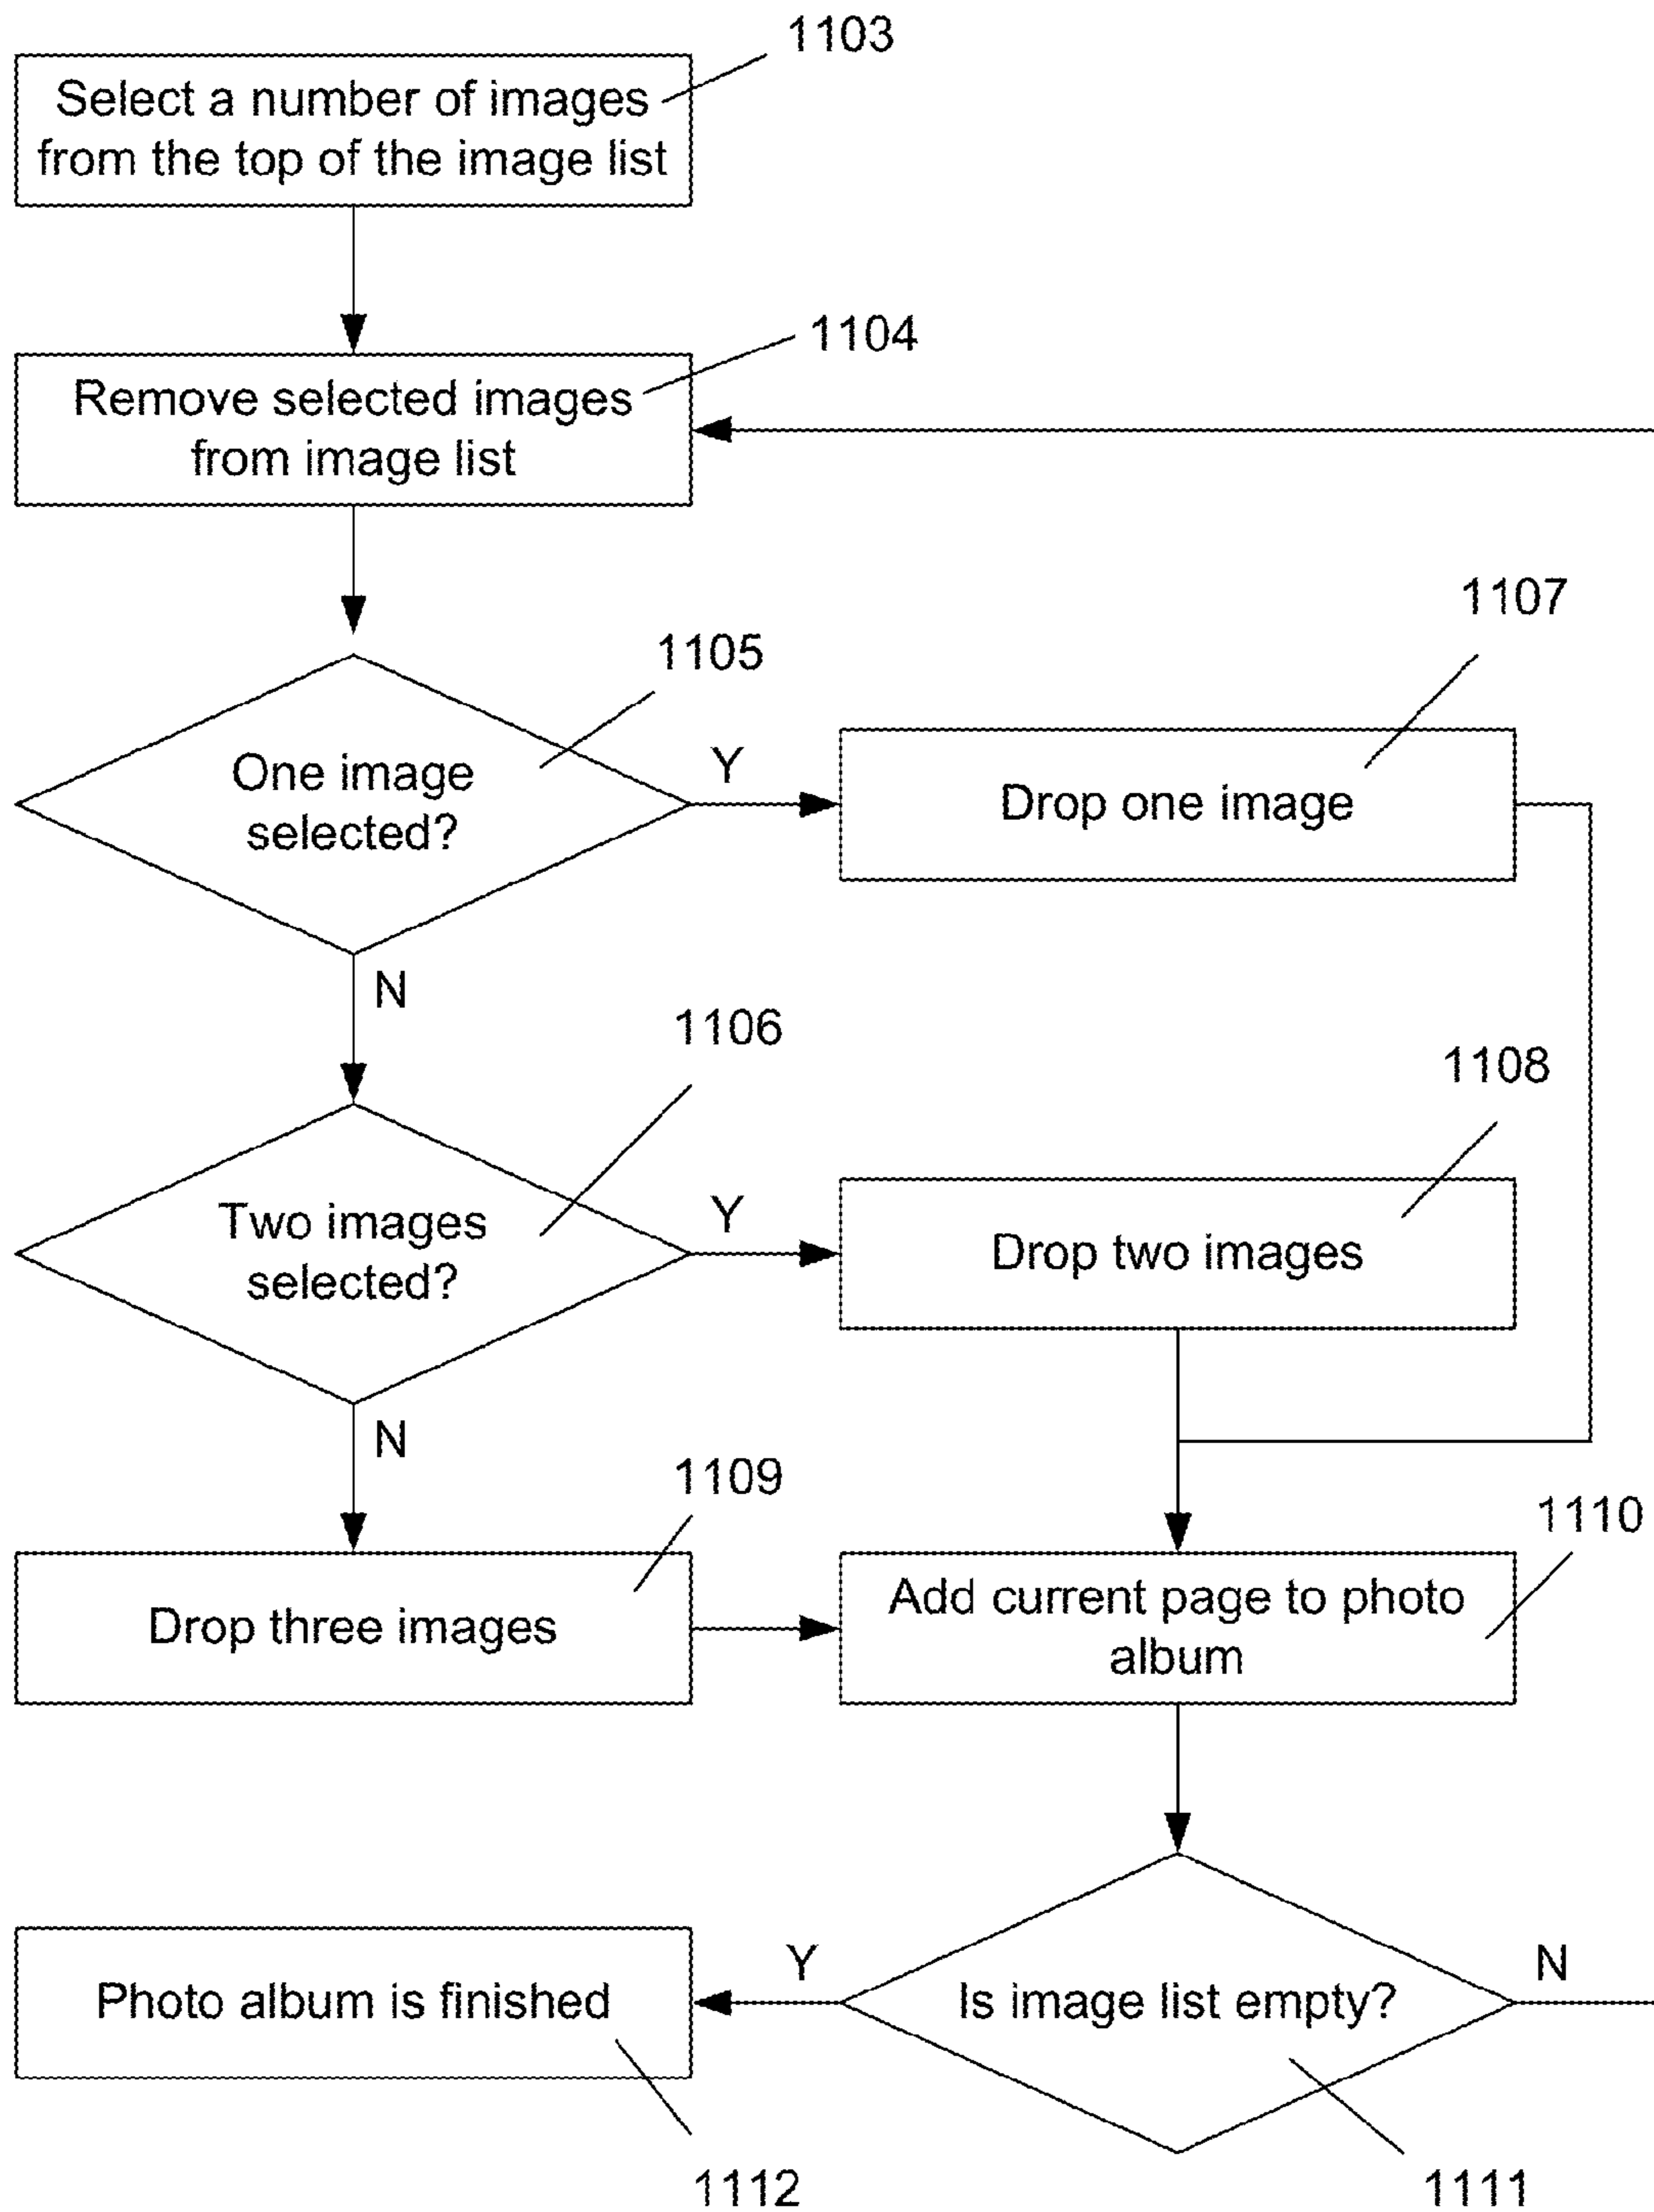 1103
Select a number of images
from the top of the image list
1104
Remove selected images
from image list
1107
1105
One image
selected?
Y
Drop one image
N
1106
1108
Two images
selected?
Y
Drop two images
N
1109
1110
Drop three images
Add current page to photo
album
Photo album is finished
Y
Is image list empty?
N
1112
1111